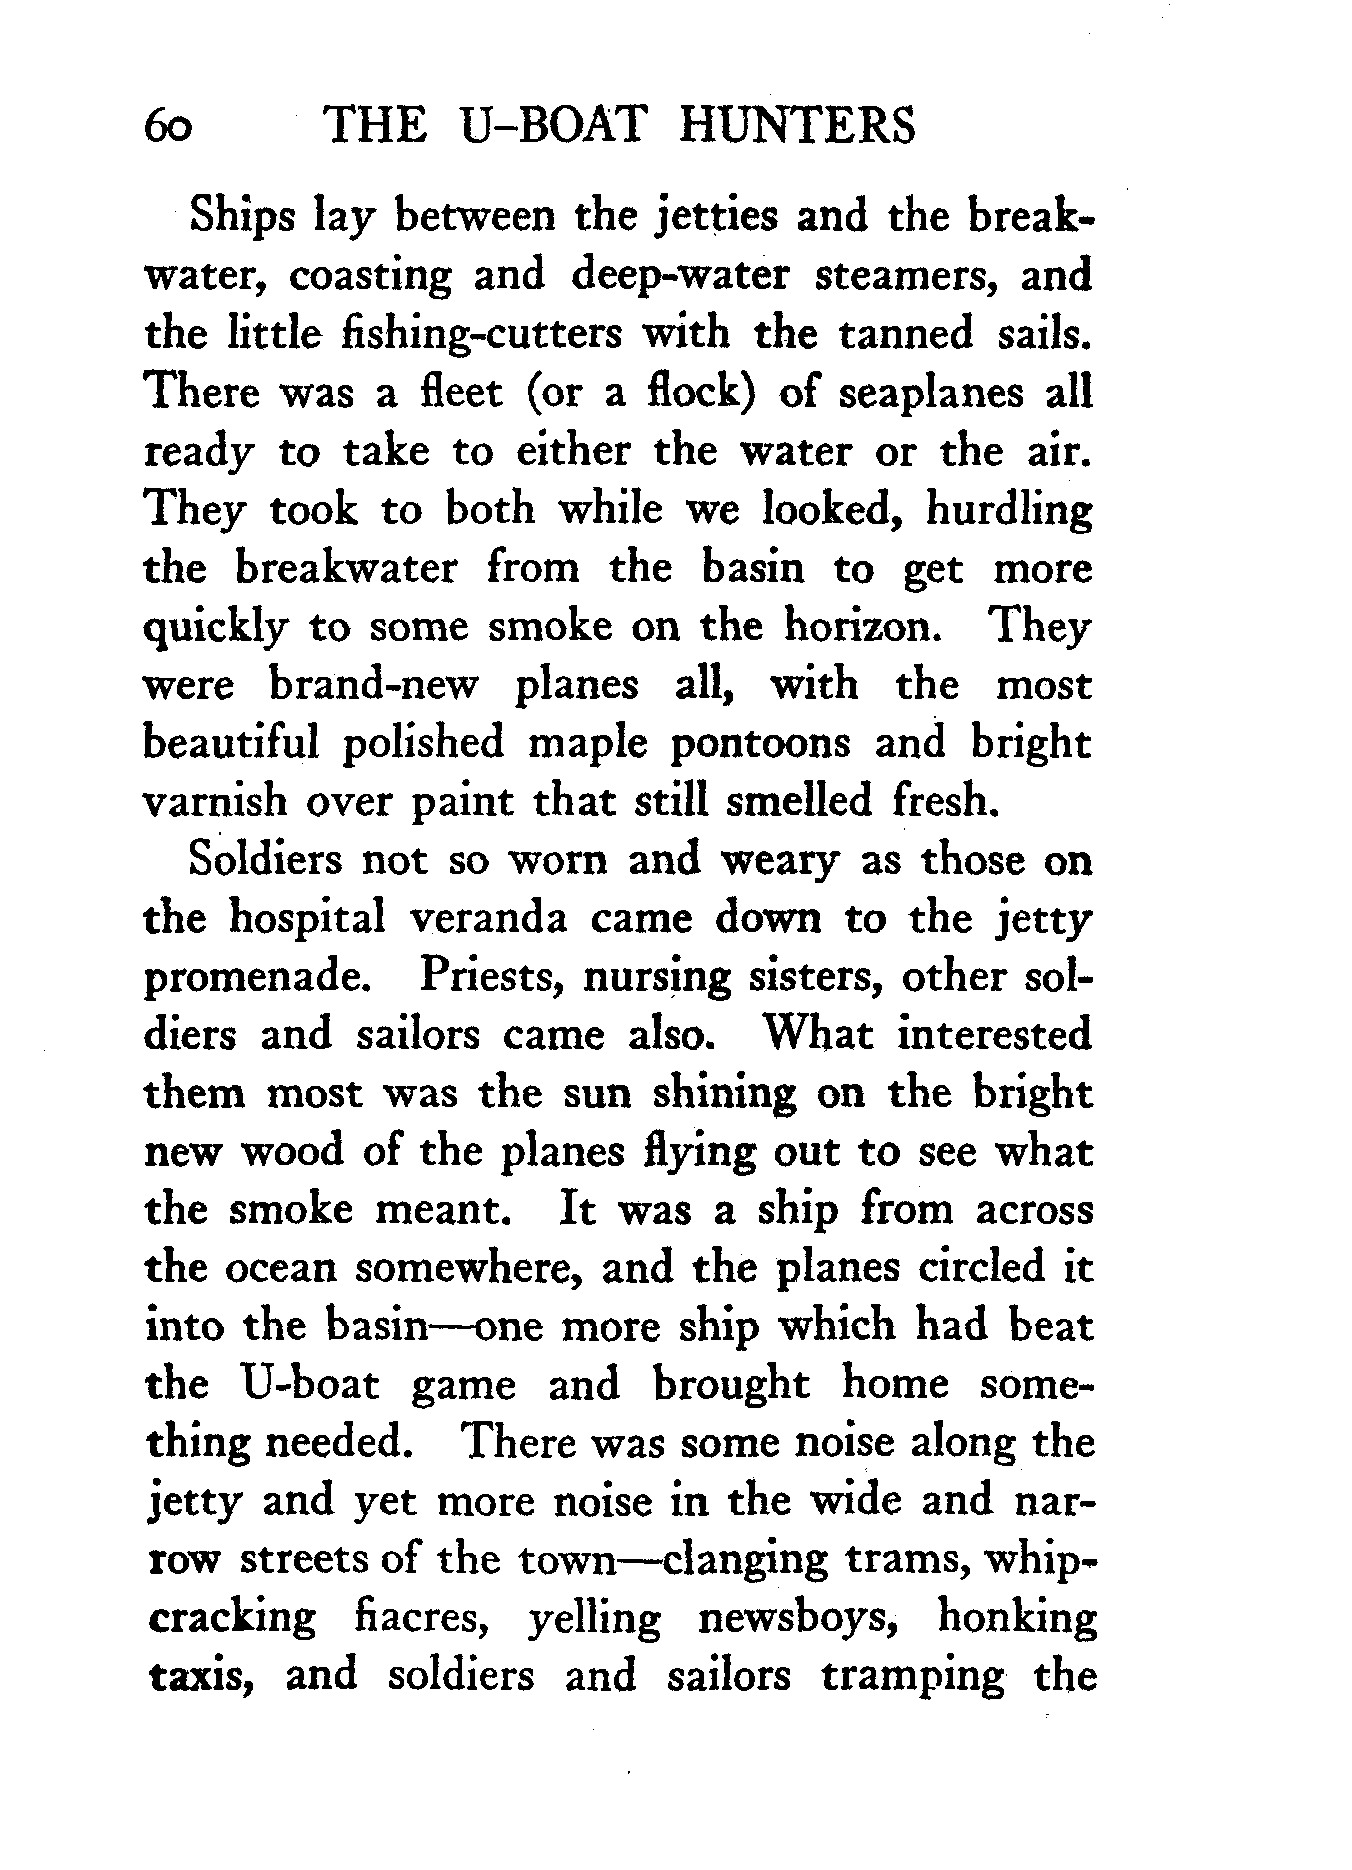 60 THE U-BOAT HUNTERS
Ships lay between the jetties and the break-
water, coasting and deep-water steamers, and
the little fishing-cutters with the tanned sails.
There was a fleet (or a flock) of seaplanes all
ready to take to either the water or the air.
They took to both while we looked, hurdling
the breakwater from the basin to get more
quickly to some smoke on the horizon. They
were brand-new planes all, with the most
beautiful polished maple pontoons and bright
varnish over paint that still smelled fresh.
Soldiers not so worn and weary as those on
the hospital veranda came down to the jetty
promenade. Priests, nursing sisters, other sol-
diers and sailors came also. What interested
them most was the sun shining on the bright
new wood of the planes flying out to see what
the smoke meant. It was a ship from across
the ocean somewhere, and the planes circled it
into the basin—one more ship which had beat
the U-boat game and brought home some-
thing needed. There was some noise along the
jetty and yet more noise in the wide and nar-
row streets of the town—clanging trams, whip-
cracking fiacres, yelling newsboys, honking
taxis, and soldiers and sailors tramping the